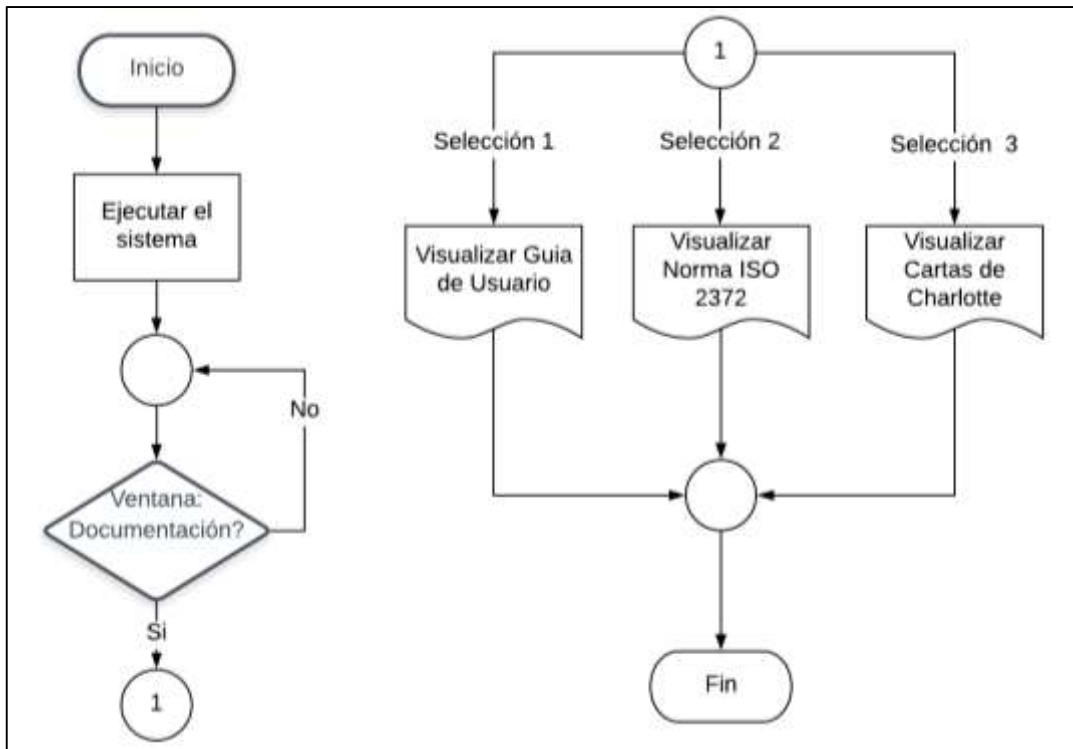 Inicio
Ejecutar el
sistema
No
Ventana:
Documentación?
Si
1
1
Selección 1
Selección 2
Selección 3
Visualizar Guia
de Usuario
Visualizar
Norma ISO
2372
Visualizar
Cartas de
Charlotte
Fin